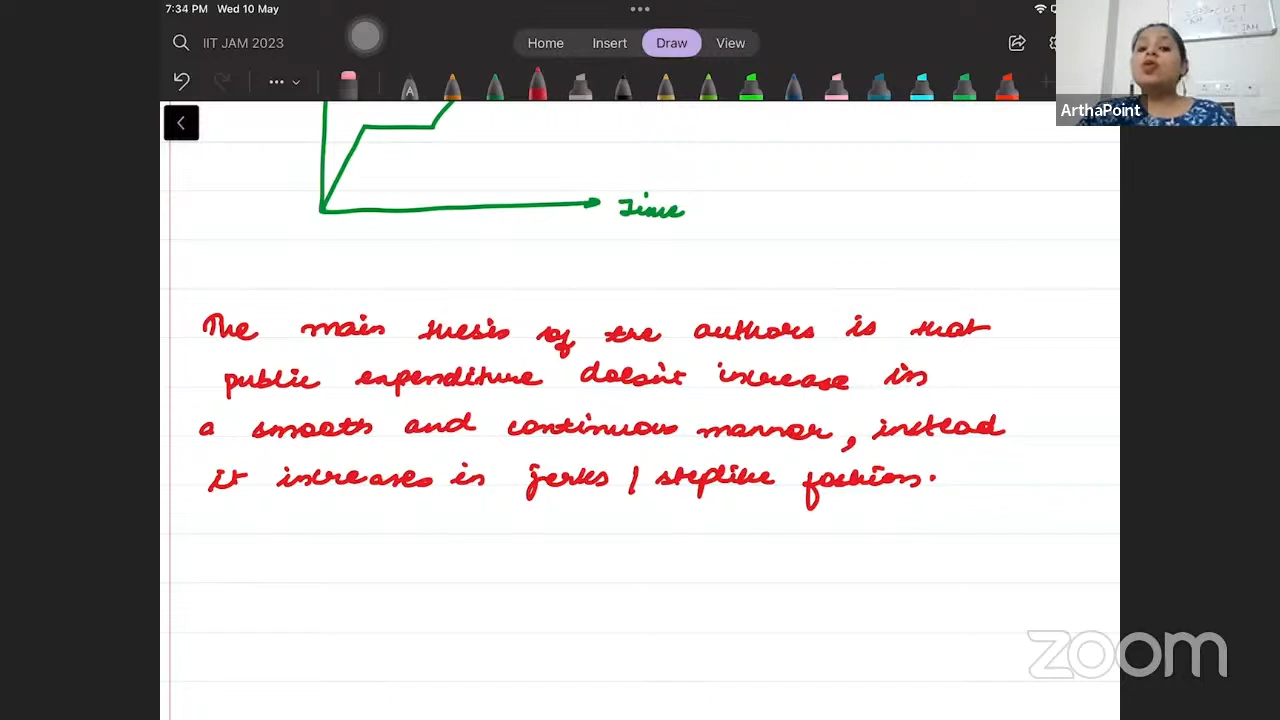 7:34 PM Wed 10 May
IIT JAM 2023
Home Insert Draw View
A
ArthaPoint
Time
The main thesis of the authors is that
public expenditure doesn't increase in
a smooth and continuous manner, instead
it increases in jerks / steplike fashion.
zoom